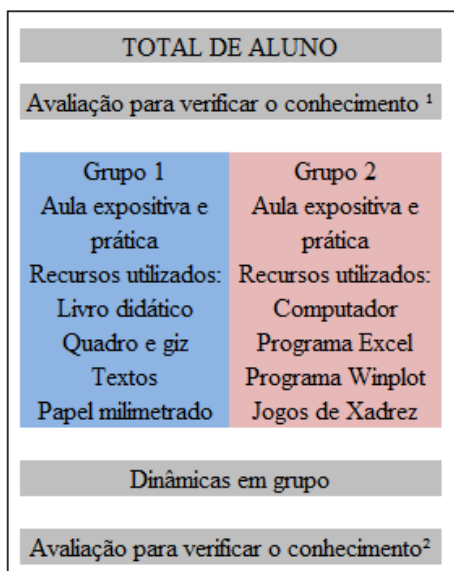 TOTAL DE ALUNO
Avaliação para verificar o conhecimento ¹
Grupo 1
Aula expositiva e
prática
Recursos utilizados:
Livro didático
Quadro e giz
Textos
Papel milimetrado
Grupo 2
Aula expositiva e
prática
Recursos utilizados:
Computador
Programa Excel
Programa Winplot
Jogos de Xadrez
Dinâmicas em grupo
Avaliação para verificar o conhecimento²